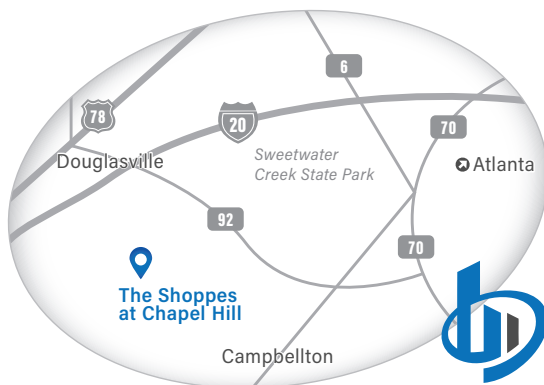 6
78
20
70
Douglasville
Sweetwater
Creek State Park
Atlanta
92
70
The Shoppes
at Chapel Hill
Campbellton